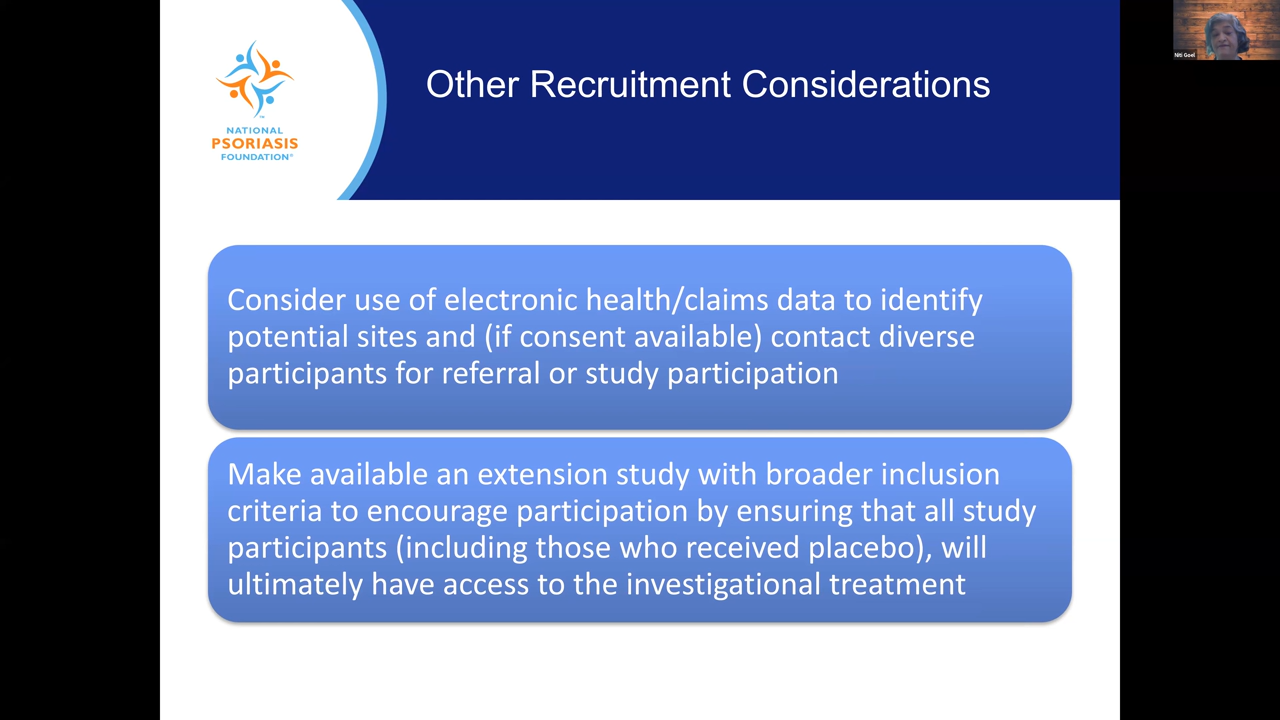 Other Recruitment Considerations
NATIONAL
PSORIASIS
FOUNDATION®
Consider use of electronic health/claims data to identify
potential sites and (if consent available) contact diverse
participants for referral or study participation
Make available an extension study with broader inclusion
criteria to encourage participation by ensuring that all study
participants (including those who received placebo), will
ultimately have access to the investigational treatment
Niti Goel